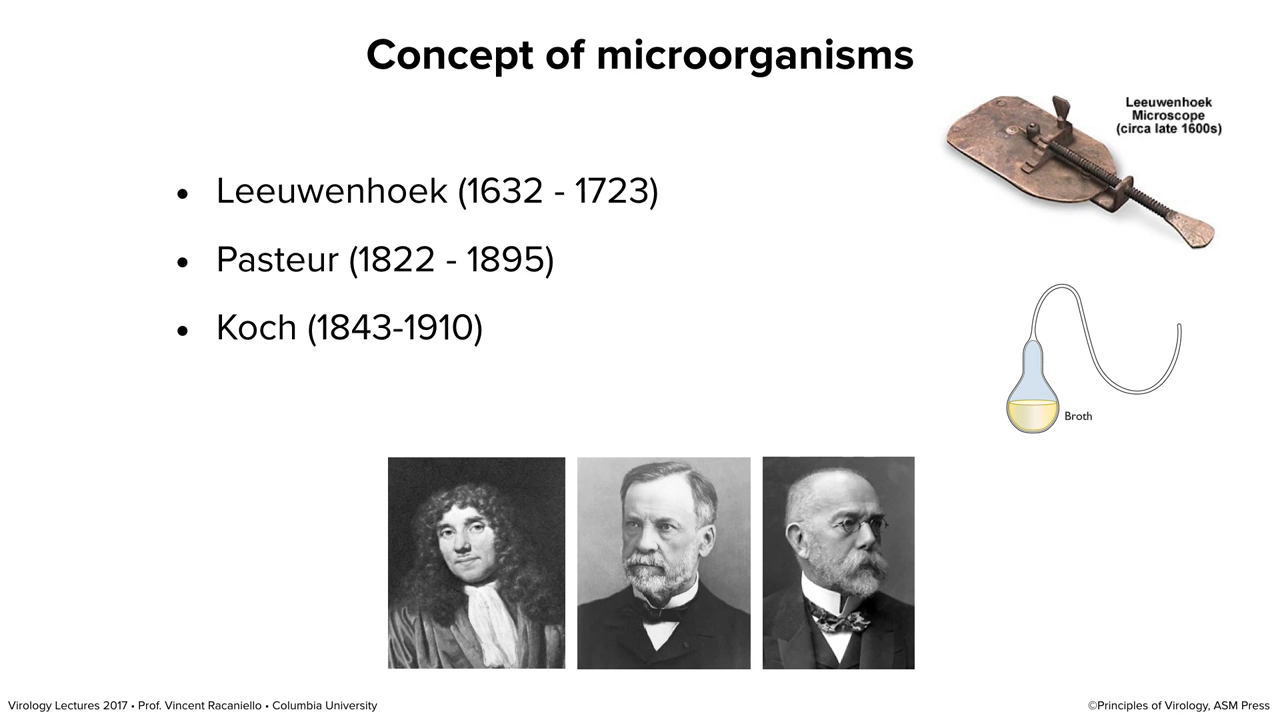 Concept of microorganisms
Leeuwenhoek
Microscope
(circa late 1600s)
• Leeuwenhoek (1632 - 1723)
• Pasteur (1822 - 1895)
• Koch (1843-1910)
Broth
Virology Lectures 2017 • Prof. Vincent Racaniello • Columbia University
©Principles of Virology, ASM Press